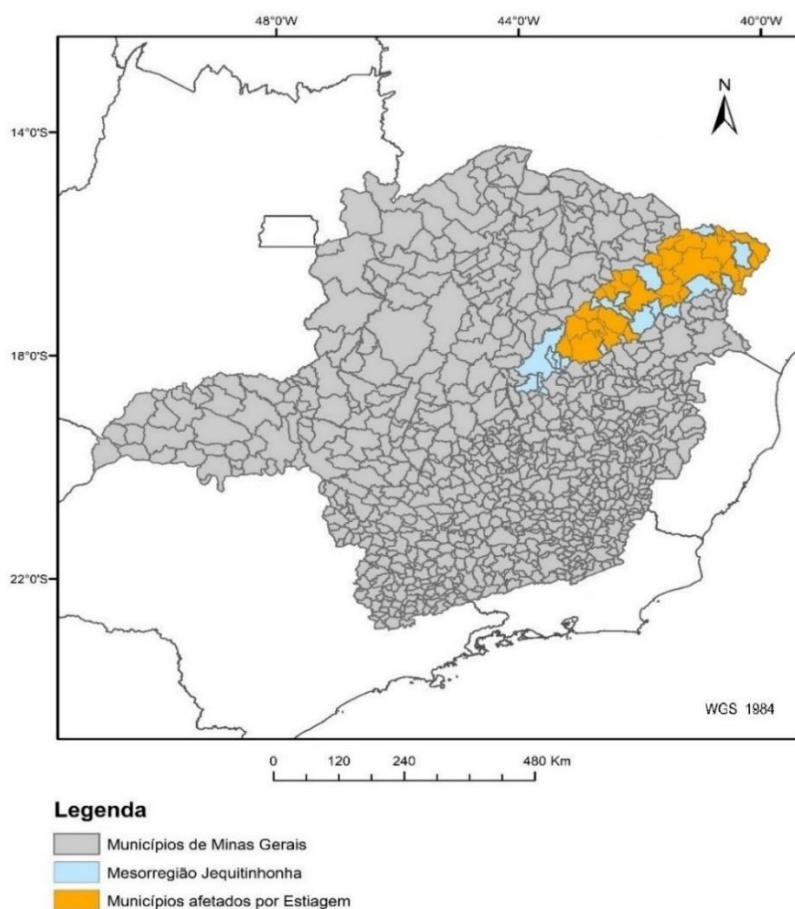 48°0'W 44°0'W 40°0'W
N
14°0'S
18°0'S
22°0'S
WGS 1984
0 120 240 480 Km
Legenda
Municípios de Minas Gerais
Mesorregião Jequitinhonha
Municípios afetados por Estiagem